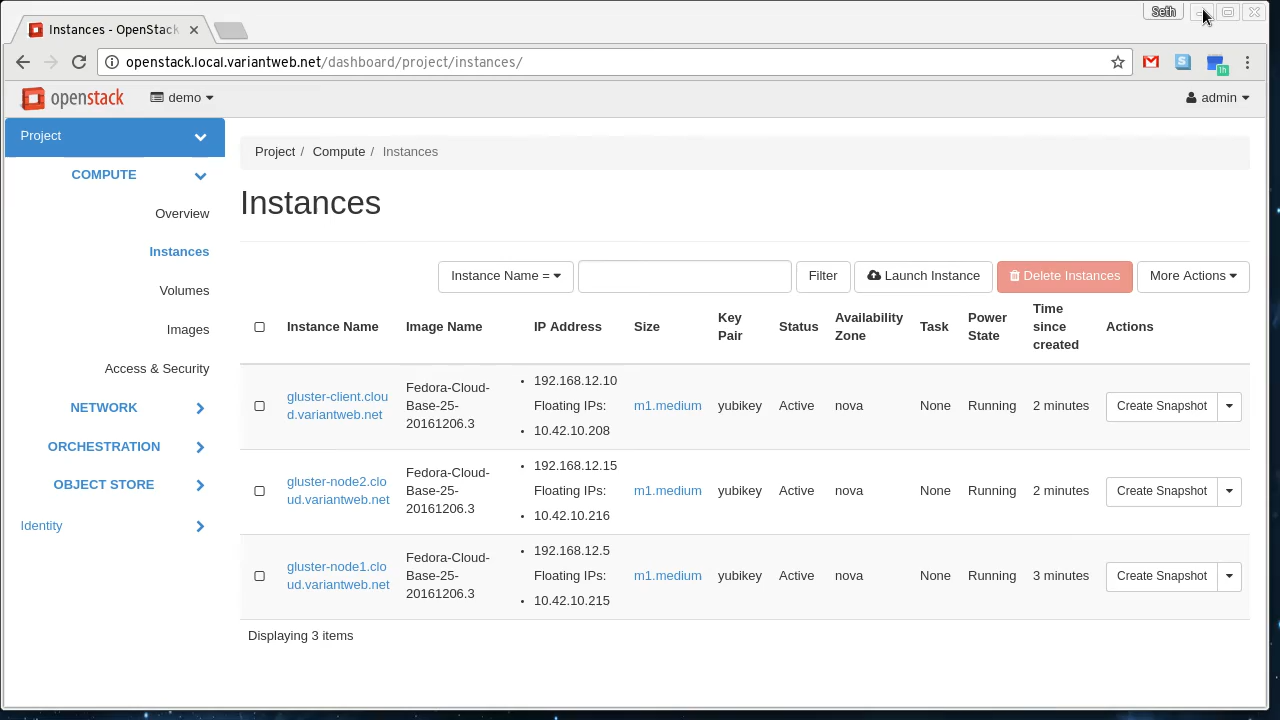 Seth
Instances - OpenStack
openstack.local.variantweb.net/dashboard/project/instances/
1h
openstack
demo
admin
Project
COMPUTE
Overview
Instances
Volumes
Images
Access & Security
NETWORK
ORCHESTRATION
OBJECT STORE
Identity
Project / Compute / Instances
Instances
Instance Name = Filter Launch Instance Delete Instances More Actions
Instance Name Image Name IP Address Size Key Pair Status Availability Zone Task Power State Time since created Actions
gluster-client.clou
d.variantweb.net
Fedora-Cloud-
Base-25-
20161206.3
• 192.168.12.10
Floating IPs:
• 10.42.10.208
m1.medium yubikey Active nova None Running 2 minutes Create Snapshot
gluster-node2.clo
ud.variantweb.net
Fedora-Cloud-
Base-25-
20161206.3
• 192.168.12.15
Floating IPs:
• 10.42.10.216
m1.medium yubikey Active nova None Running 2 minutes Create Snapshot
gluster-node1.clo
ud.variantweb.net
Fedora-Cloud-
Base-25-
20161206.3
• 192.168.12.5
Floating IPs:
• 10.42.10.215
m1.medium yubikey Active nova None Running 3 minutes Create Snapshot
Displaying 3 items